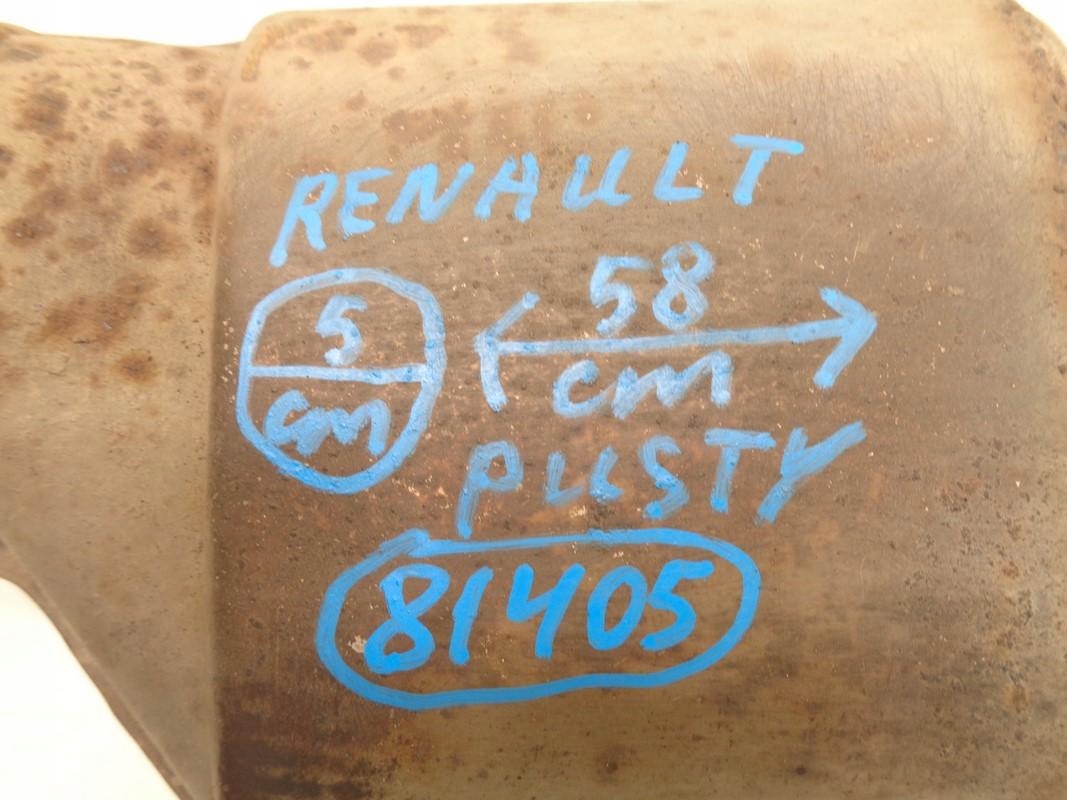 RENAULT
5 58
cm cm
PUSTY
81405